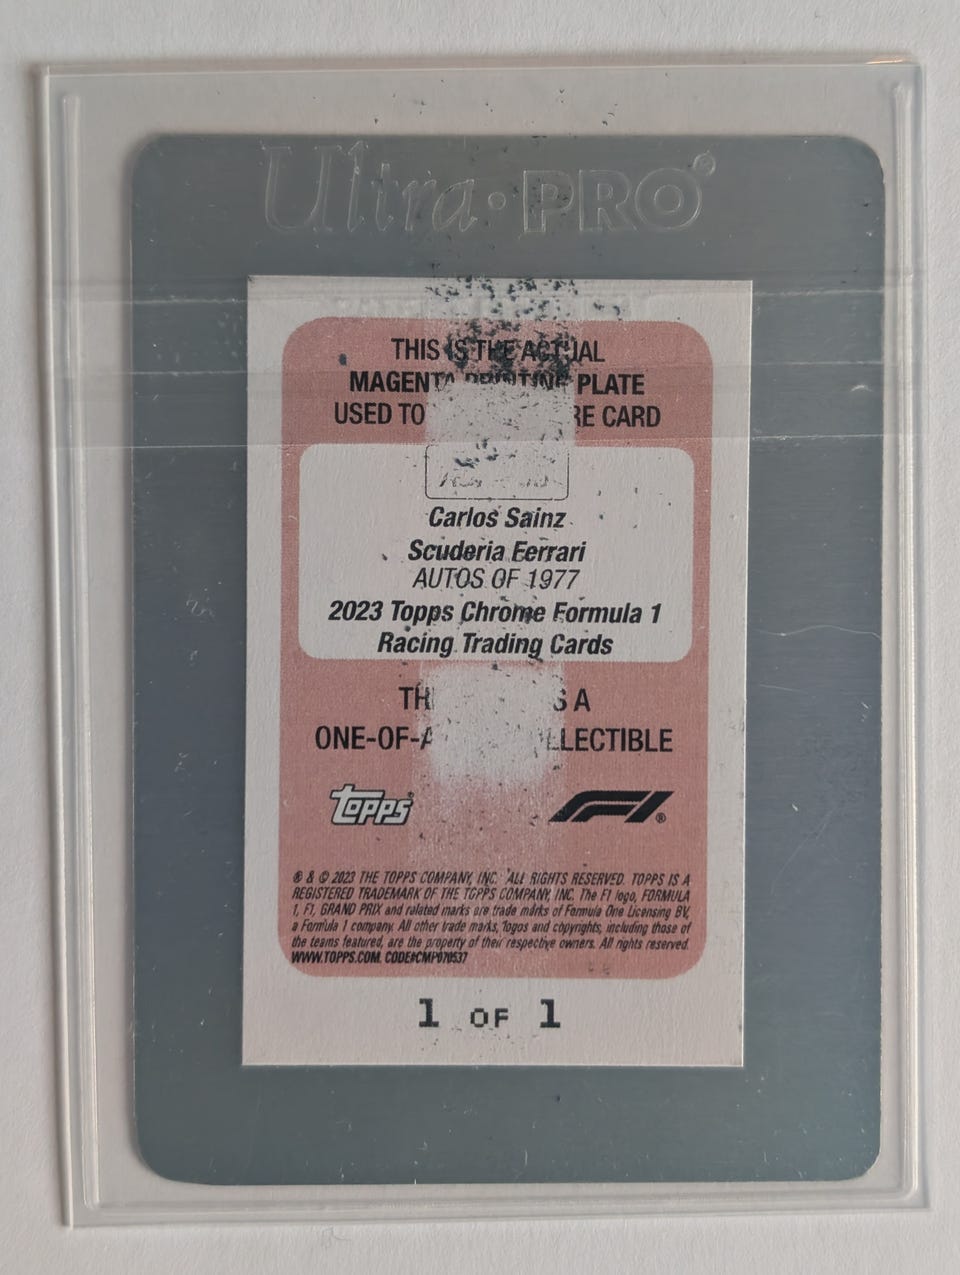 Ultra·PRO®
THIS IS THE ACTUAL
MAGENTA PRINTING PLATE
USED TO RE CARD
Carlos Sainz
Scuderia Ferrari
AUTOS OF 1977
2023 Topps Chrome Formula 1
Racing Trading Cards
TH S A
ONE-OF-A LLECTIBLE
Topps® F1®
® & © 2023 THE TOPPS COMPANY, INC. ALL RIGHTS RESERVED. TOPPS IS A
REGISTERED TRADEMARK OF THE TOPPS COMPANY, INC. The F1 logo, FORMULA
1, F1, GRAND PRIX and related marks are trade marks of Formula One Licensing BV,
a Formula 1 company. All other trade marks, logos and copyrights, including those of
the teams featured, are the property of their respective owners. All rights reserved.
WWW.TOPPS.COM. CODE#CMP070537
1 OF 1